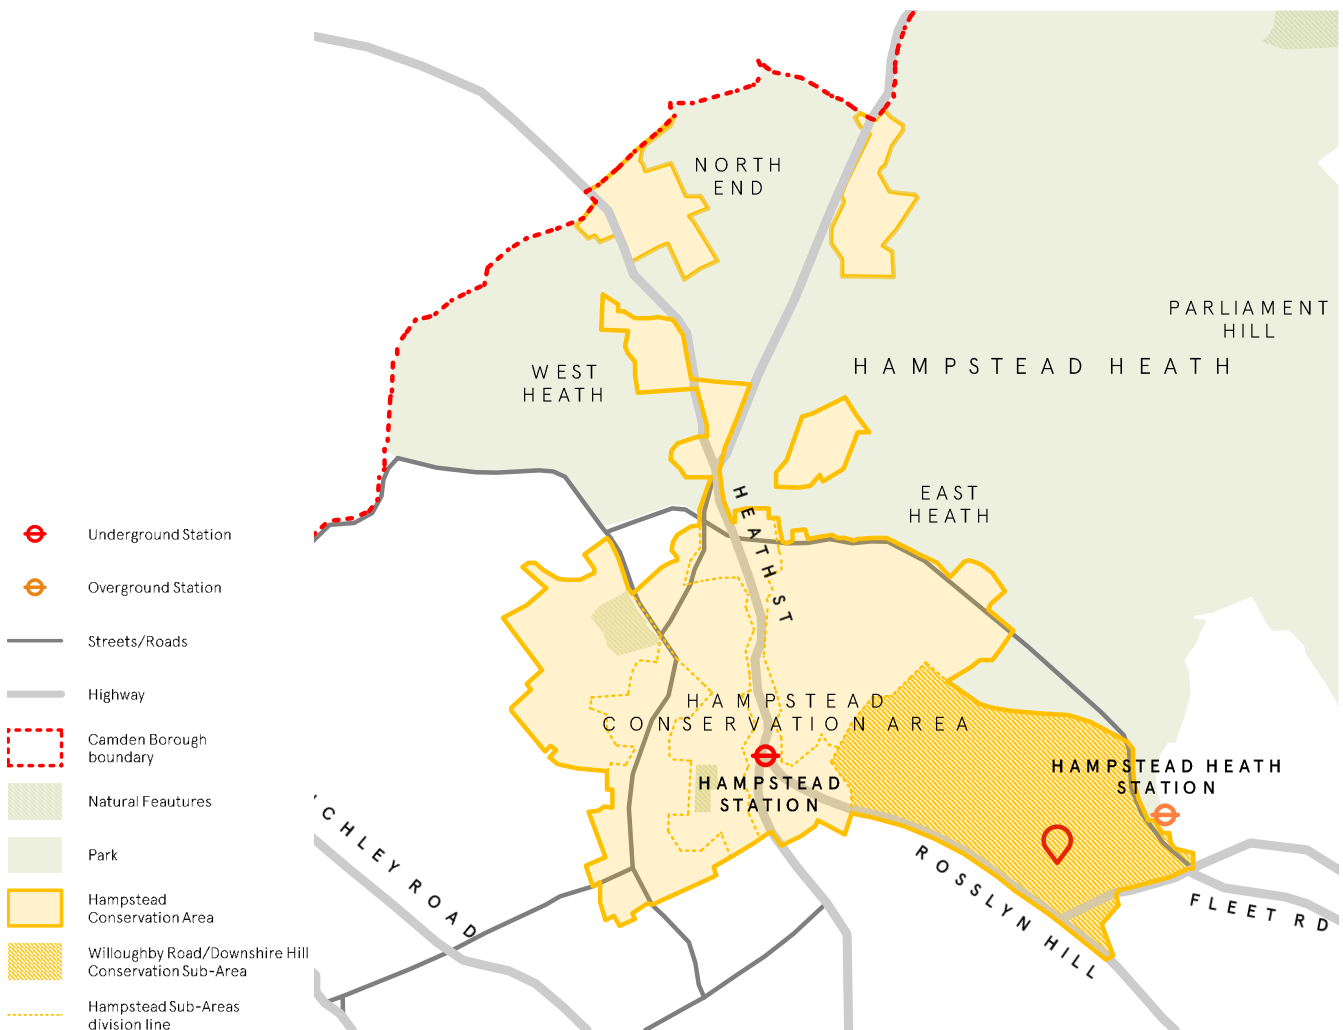 NORTH
END
PARLIAMENT
HILL
HAMPSTEAD HEATH
WEST
HEATH
EAST
HEATH
HEATH ST
HAMPSTEAD
CONSERVATION AREA
HAMPSTEAD HEATH
STATION
HAMPSTEAD
STATION
CHLEY ROAD
ROSSLYN HILL
FLEET RD
Underground Station
Overground Station
Streets/Roads
Highway
Camden Borough
boundary
Natural Feautures
Park
Hampstead
Conservation Area
Willoughby Road/Downshire Hill
Conservation Sub-Area
Hampstead Sub-Areas
division line